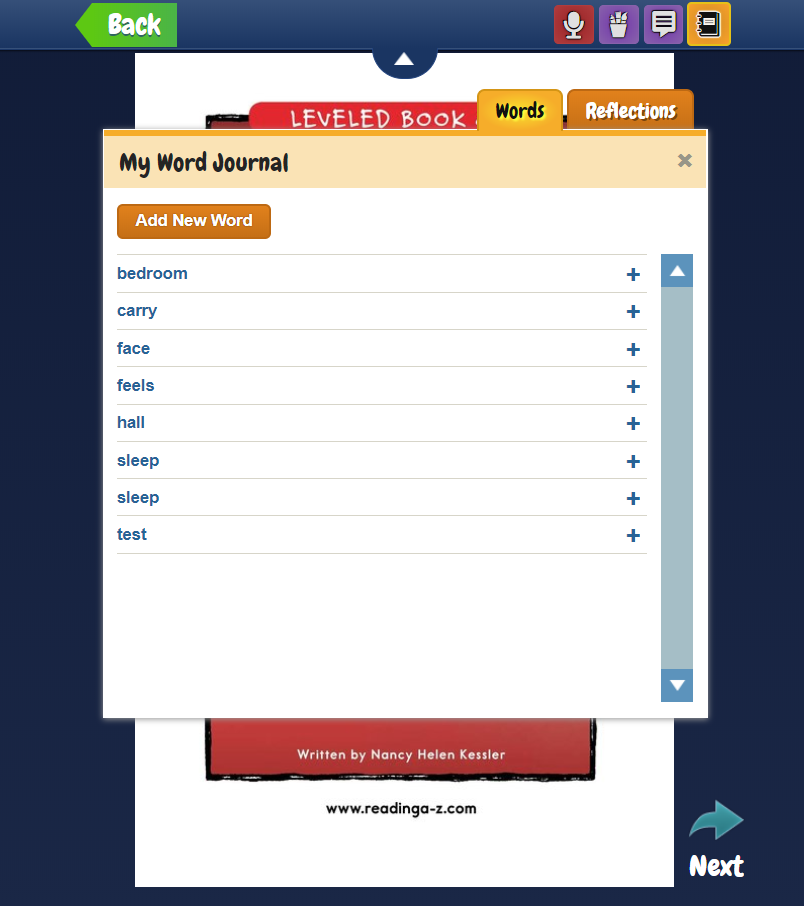 Back
LEVELED BOOK
Words
Reflections
My Word Journal
Add New Word
bedroom
carry
face
feels
hall
sleep
sleep
test
Written by Nancy Helen Kessler
www.readinga-z.com
Next